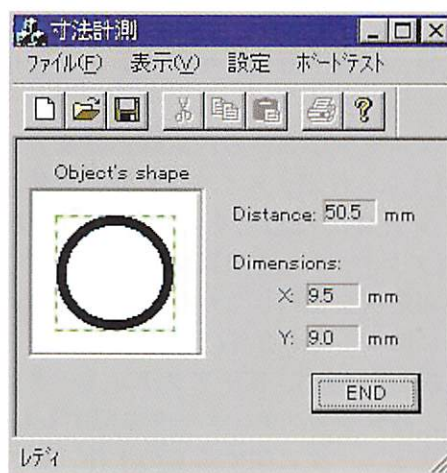 寸法計測
ファイル(F) 表示(V) 設定 ボードテスト
Object's shape
Distance: 50.5 mm
Dimensions:
X: 9.5 mm
Y: 9.0 mm
END
レディ